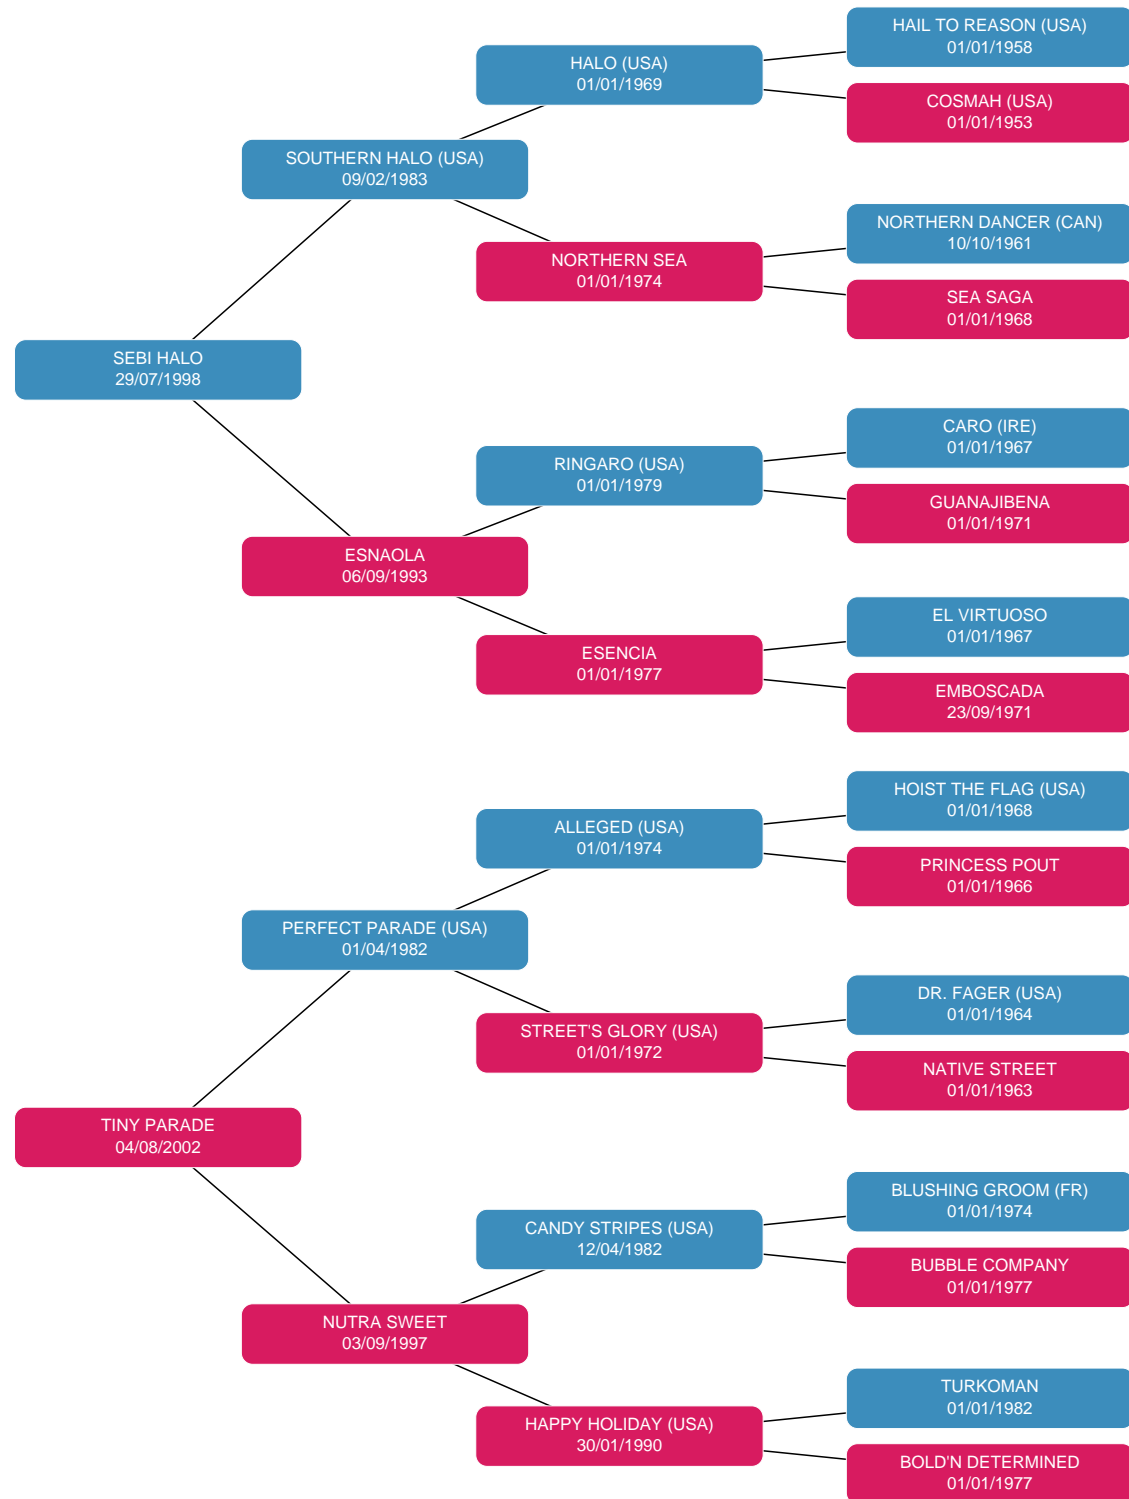 HAIL TO REASON (USA)
01/01/1958
HALO (USA)
01/01/1969
COSMAH (USA)
01/01/1953
SOUTHERN HALO (USA)
09/02/1983
NORTHERN DANCER (CAN)
10/10/1961
NORTHERN SEA
01/01/1974
SEA SAGA
01/01/1968
SEBI HALO
29/07/1998
CARO (IRE)
01/01/1967
RINGARO (USA)
01/01/1979
GUANAJIBENA
01/01/1971
ESNAOLA
06/09/1993
EL VIRTUOSO
01/01/1967
ESENCIA
01/01/1977
EMBOSCADA
23/09/1971
HOIST THE FLAG (USA)
01/01/1968
ALLEGED (USA)
01/01/1974
PRINCESS POUT
01/01/1966
PERFECT PARADE (USA)
01/04/1982
DR. FAGER (USA)
01/01/1964
STREET'S GLORY (USA)
01/01/1972
NATIVE STREET
01/01/1963
TINY PARADE
04/08/2002
BLUSHING GROOM (FR)
01/01/1974
CANDY STRIPES (USA)
12/04/1982
BUBBLE COMPANY
01/01/1977
NUTRA SWEET
03/09/1997
TURKOMAN
01/01/1982
HAPPY HOLIDAY (USA)
30/01/1990
BOLD'N DETERMINED
01/01/1977